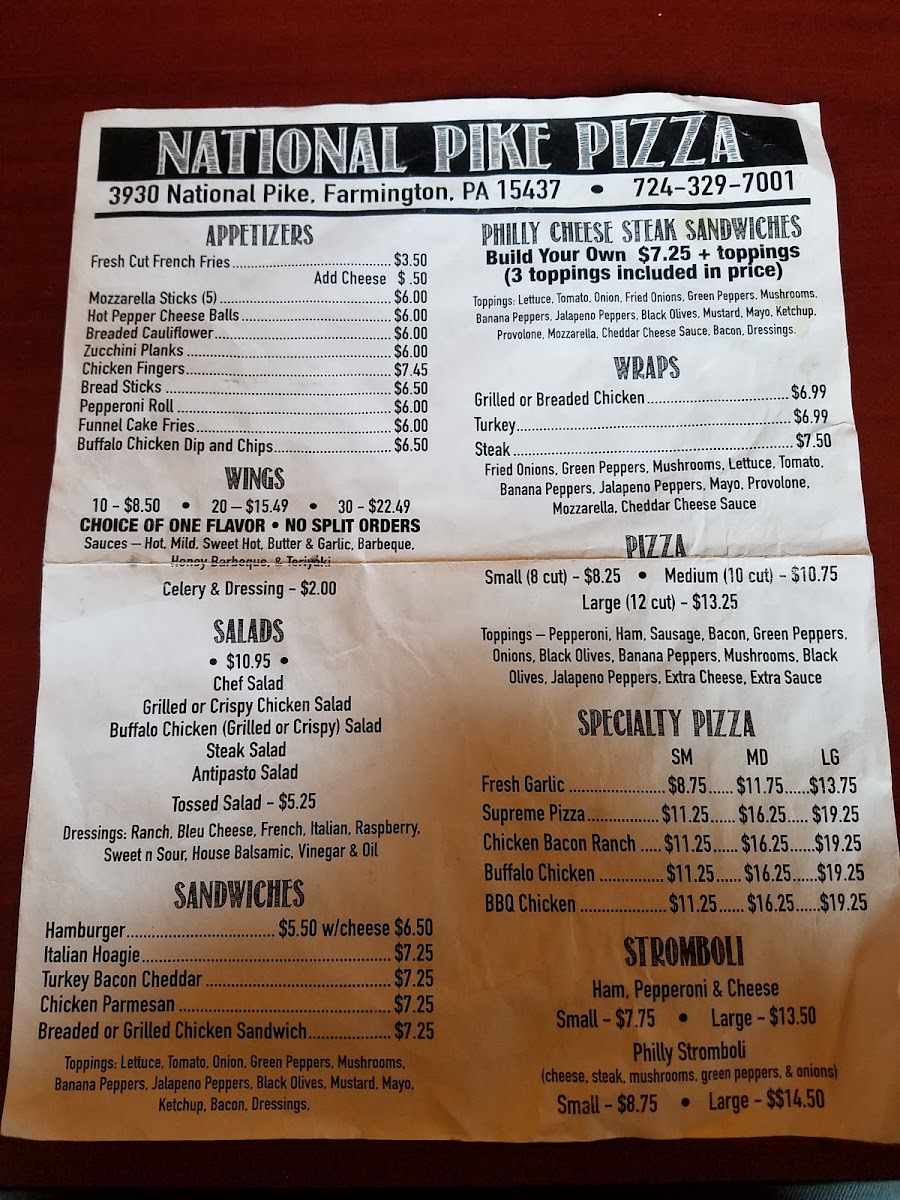 NATIONAL PIKE PIZZA
3930 National Pike, Farmington, PA 15437 • 724-329-7001
APPETIZERS
Fresh Cut French Fries $3.50
Add Cheese $ .50
Mozzarella Sticks (5) $6.00
Hot Pepper Cheese Balls $6.00
Breaded Cauliflower $6.00
Zucchini Planks $6.00
Chicken Fingers $7.45
Bread Sticks $6.50
Pepperoni Roll $6.00
Funnel Cake Fries $6.00
Buffalo Chicken Dip and Chips $6.50
WINGS
10 – $8.50 • 20 – $15.49 • 30 - $22.49
CHOICE OF ONE FLAVOR • NO SPLIT ORDERS
Sauces – Hot, Mild, Sweet Hot, Butter & Garlic, Barbeque,
Honey Barbeque, & Teriyaki
Celery & Dressing – $2.00
SALADS
• $10.95 •
Chef Salad
Grilled or Crispy Chicken Salad
Buffalo Chicken (Grilled or Crispy) Salad
Steak Salad
Antipasto Salad
Tossed Salad – $5.25
Dressings: Ranch, Bleu Cheese, French, Italian, Raspberry,
Sweet n Sour, House Balsamic, Vinegar & Oil
SANDWICHES
Hamburger $5.50 w/cheese $6.50
Italian Hoagie $7.25
Turkey Bacon Cheddar $7.25
Chicken Parmesan $7.25
Breaded or Grilled Chicken Sandwich $7.25
Toppings: Lettuce, Tomato, Onion, Green Peppers, Mushrooms,
Banana Peppers, Jalapeno Peppers, Black Olives, Mustard, Mayo,
Ketchup, Bacon, Dressings.
PHILLY CHEESE STEAK SANDWICHES
Build Your Own $7.25 + toppings
(3 toppings included in price)
Toppings: Lettuce, Tomato, Onion, Fried Onions, Green Peppers, Mushrooms,
Banana Peppers, Jalapeno Peppers, Black Olives, Mustard, Mayo, Ketchup,
Provolone, Mozzarella, Cheddar Cheese Sauce, Bacon, Dressings.
WRAPS
Grilled or Breaded Chicken $6.99
Turkey $6.99
Steak $7.50
Fried Onions, Green Peppers, Mushrooms, Lettuce, Tomato,
Banana Peppers, Jalapeno Peppers, Mayo, Provolone,
Mozzarella, Cheddar Cheese Sauce
PIZZA
Small (8 cut) – $8.25 • Medium (10 cut) – $10.75
Large (12 cut) – $13.25
Toppings – Pepperoni, Ham, Sausage, Bacon, Green Peppers,
Onions, Black Olives, Banana Peppers, Mushrooms, Black
Olives, Jalapeno Peppers, Extra Cheese, Extra Sauce
SPECIALTY PIZZA
SM MD LG
Fresh Garlic $8.75 $11.75 $13.75
Supreme Pizza $11.25 $16.25 $19.25
Chicken Bacon Ranch $11.25 $16.25 $19.25
Buffalo Chicken $11.25 $16.25 $19.25
BBQ Chicken $11.25 $16.25 $19.25
STROMBOLI
Ham, Pepperoni & Cheese
Small – $7.75 • Large – $13.50
Philly Stromboli
(cheese, steak, mushrooms, green peppers, & onions)
Small – $8.75 • Large – $$14.50